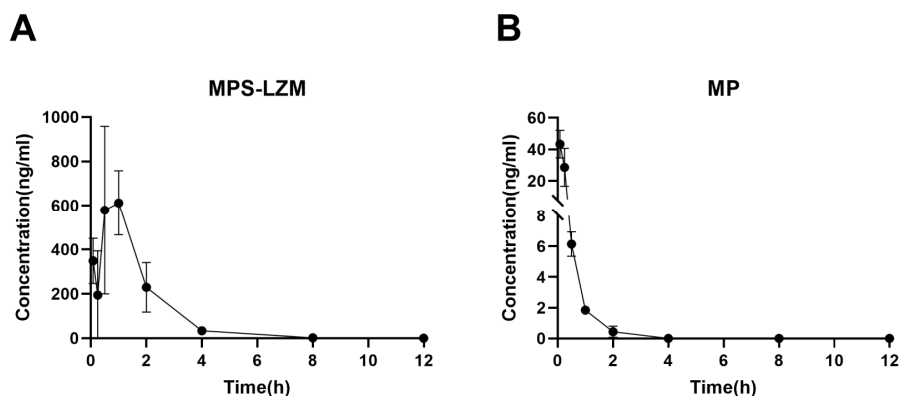 A
MPS-LZM
Concentration(ng/ml)
1000
800
600
400
200
0
0 2 4 6 8 10 12
Time(h)
B
MP
Concentration(ng/ml)
60
40
20
8
6
4
2
0
0 2 4 6 8 10 12
Time(h)